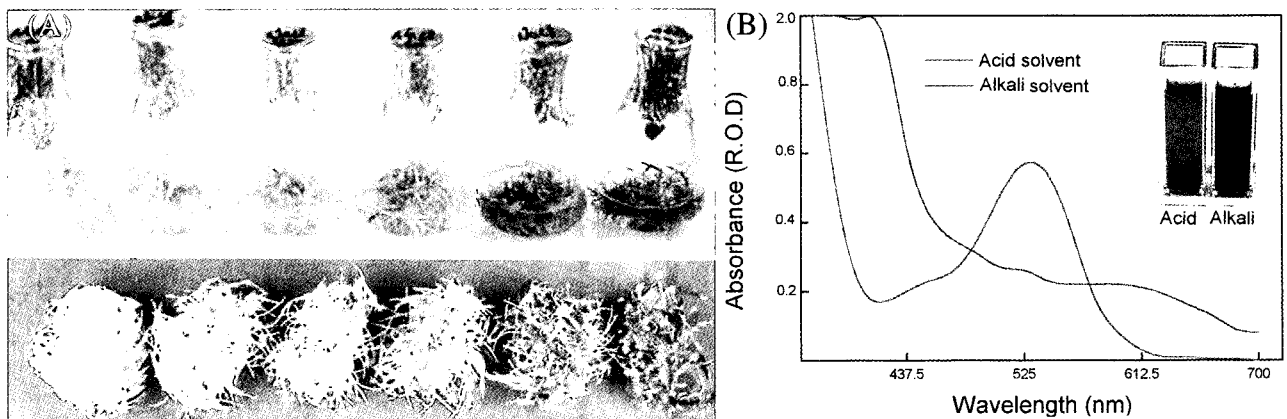 (A)
(B)
2.0
0.8
0.6
0.4
0.2
Absorbance (R.O.D)
Acid solvent
Alkali solvent
Acid Alkali
437.5 525 612.5 700
Wavelength (nm)